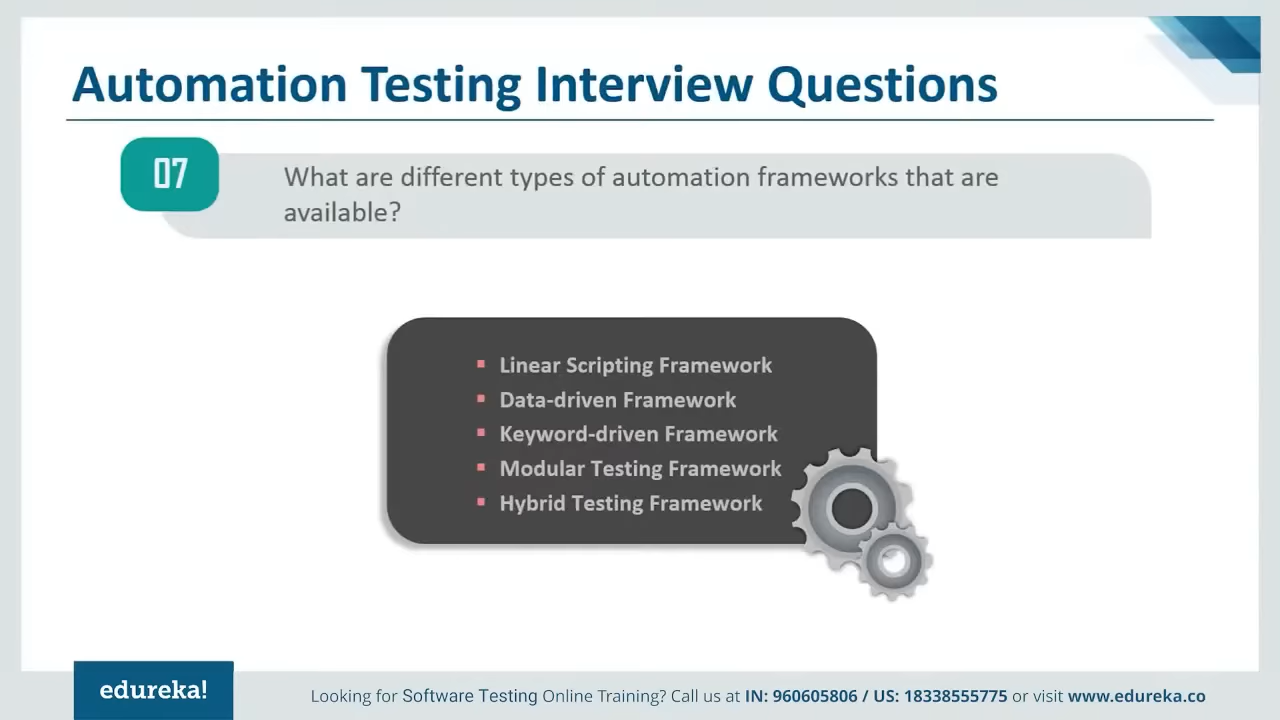 Automation Testing Interview Questions
07
What are different types of automation frameworks that are
available?
Linear Scripting Framework
Data-driven Framework
Keyword-driven Framework
Modular Testing Framework
Hybrid Testing Framework
edureka!
Looking for Software Testing Online Training? Call us at IN: 960605806 / US: 18338555775 or visit www.edureka.co